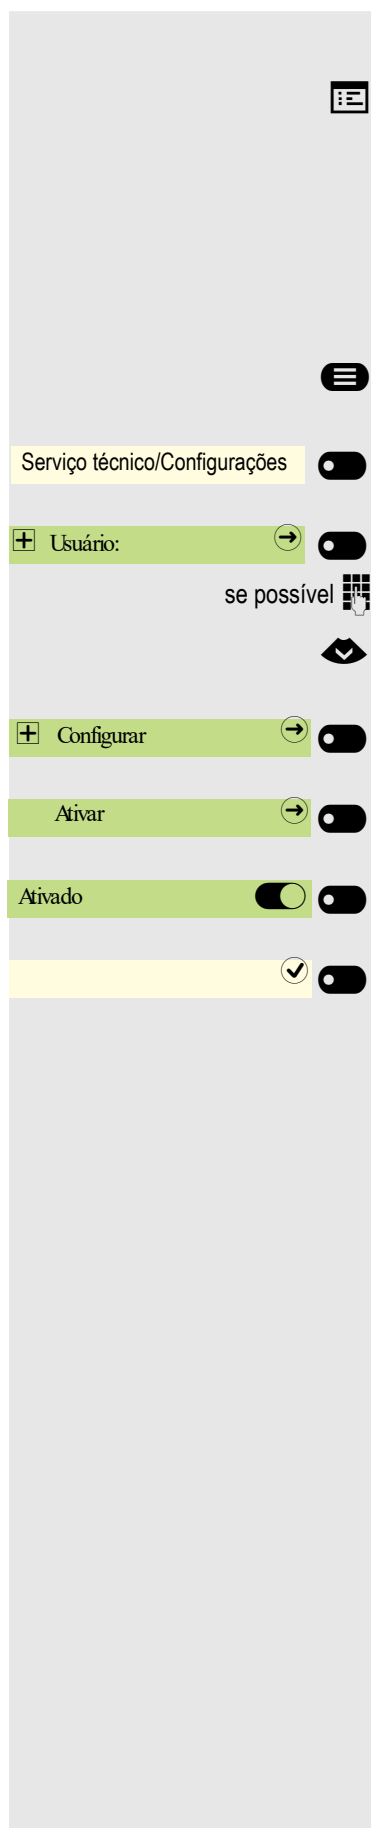 Serviço técnico/Configurações
Usuário:
se possível
Configurar
Ativar
Ativado